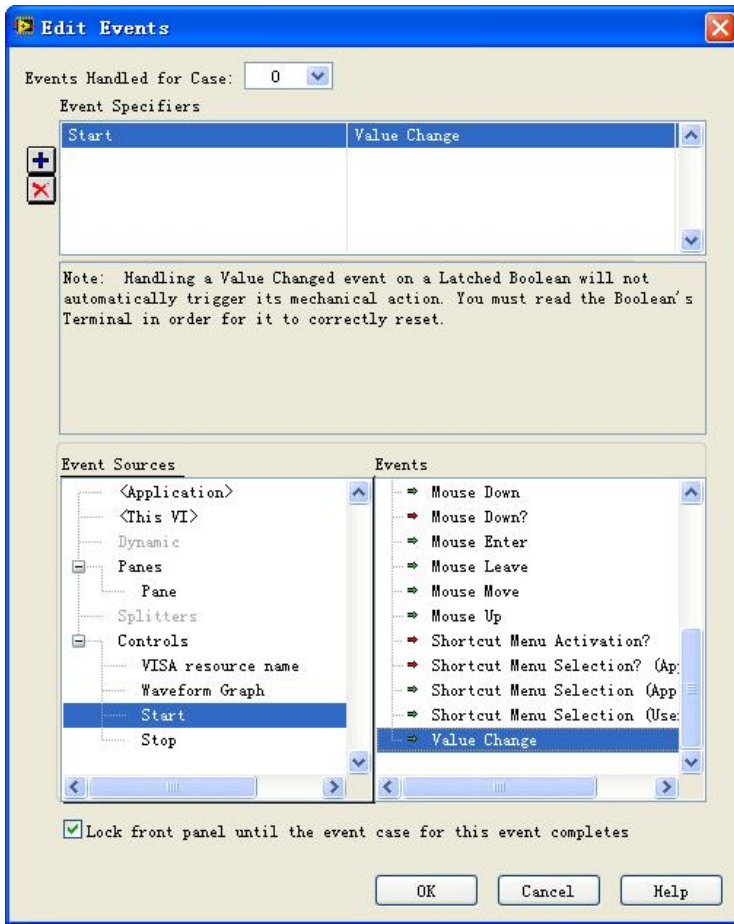 Edit Events
Events Handled for Case: 0
Event Specifiers
Start Value Change
Note: Handling a Value Changed event on a Latched Boolean will not
automatically trigger its mechanical action. You must read the Boolean's
Terminal in order for it to correctly reset.
Event Sources
<Application>
<This VI>
Dynamic
Panes
Pane
Splitters
Controls
VISA resource name
Waveform Graph
Start
Stop
Events
Mouse Down
Mouse Down?
Mouse Enter
Mouse Leave
Mouse Move
Mouse Up
Shortcut Menu Activation?
Shortcut Menu Selection? (Ap
Shortcut Menu Selection (App
Shortcut Menu Selection (Use
Value Change
Lock front panel until the event case for this event completes
OK Cancel Help